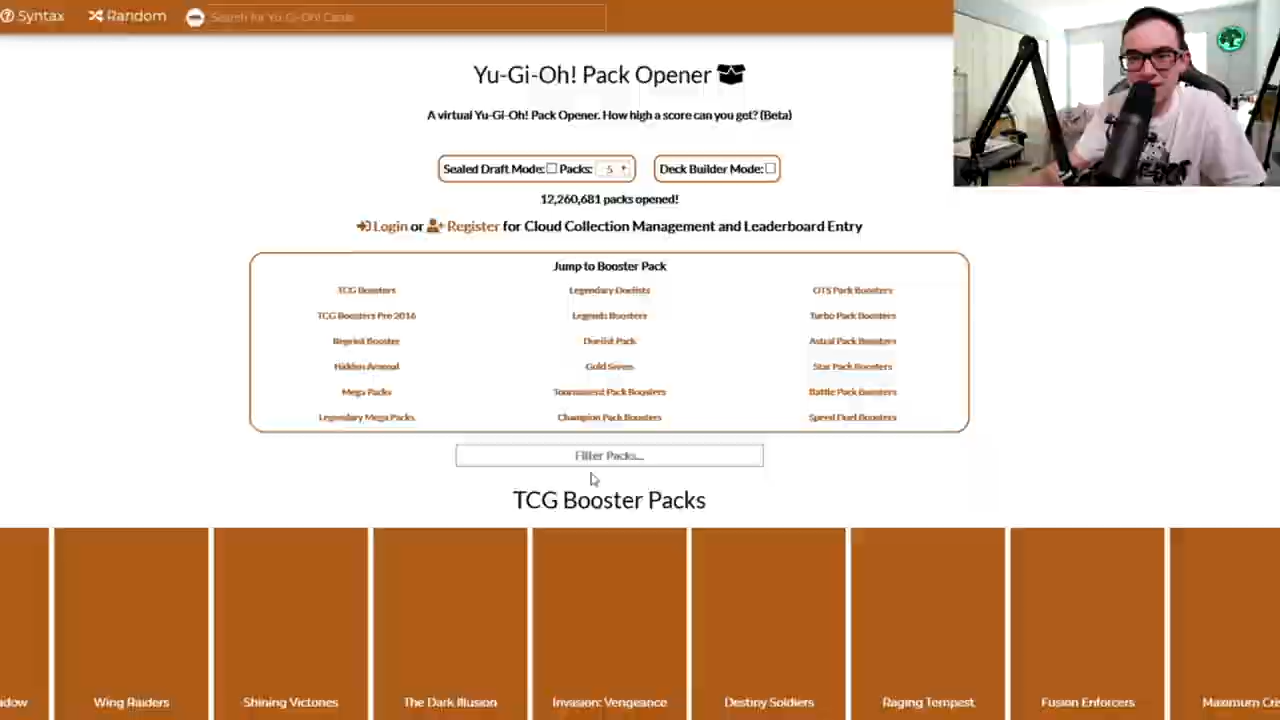 Syntax Random Search for Yu-Gi-Oh! Cards
Yu-Gi-Oh! Pack Opener
A virtual Yu-Gi-Oh! Pack Opener. How high a score can you get? (Beta)
Sealed Draft Mode: Packs: 5 Deck Builder Mode:
12,260,681 packs opened!
Login or Register for Cloud Collection Management and Leaderboard Entry
Jump to Booster Pack
TCG Boosters Legendary Duelists OTS Pack Boosters
TCG Boosters Pre 2016 Legends Boosters Turbo Pack Boosters
Reprint Booster Duelist Pack Astral Pack Boosters
Hidden Arsenal Gold Series Star Pack Boosters
Mega Packs Tournament Pack Boosters Battle Pack Boosters
Legendary Mega Packs Champion Pack Boosters Speed Duel Boosters
Filter Packs...
TCG Booster Packs
adow Wing Raiders Shining Victories The Dark Illusion Invasion: Vengeance Destiny Soldiers Raging Tempest Fusion Enforcers Maximum Cri